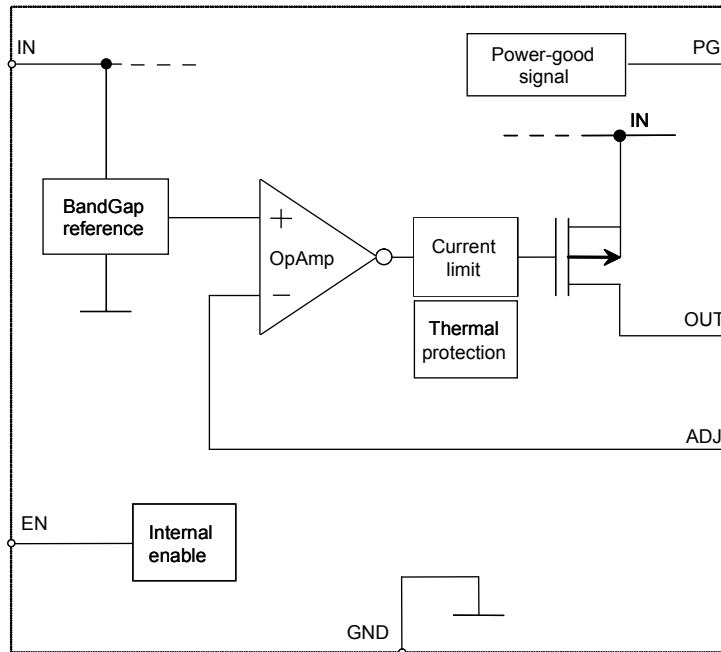 IN
Power-good
signal
PG
IN
BandGap
reference
+
OpAmp
−
Current
limit
Thermal
protection
OUT
ADJ
EN
Internal
enable
GND